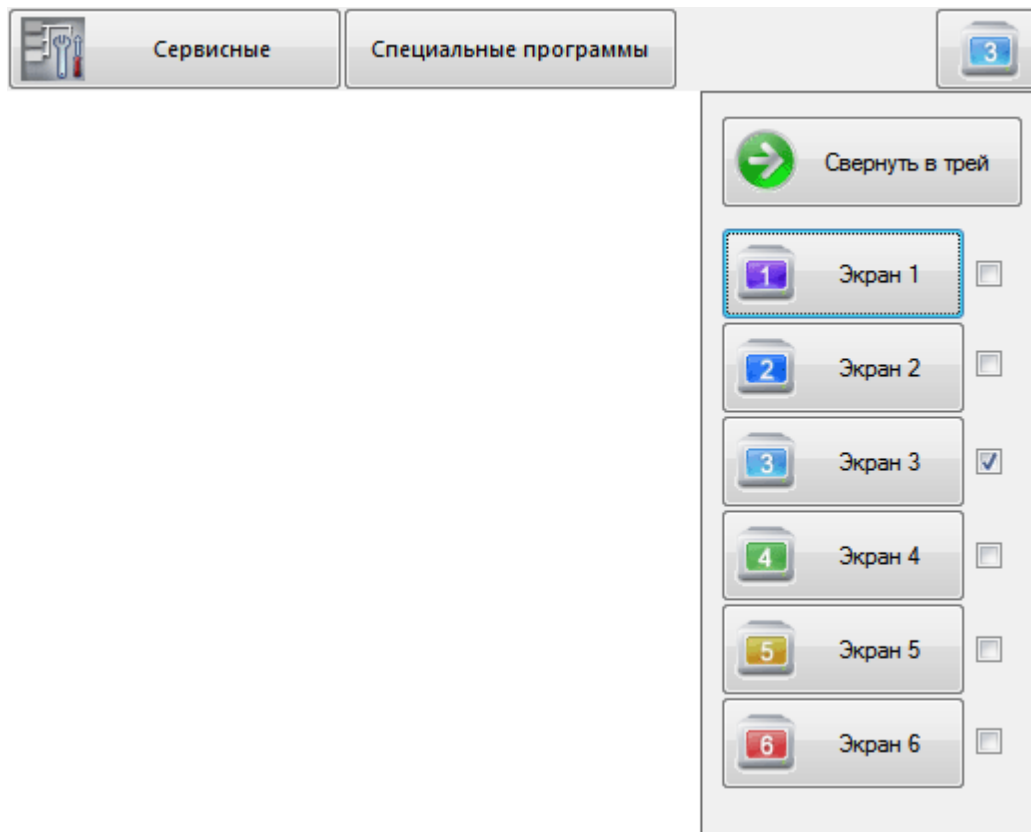 Сервисные
Специальные программы
3
Свернуть в трей
1 Экран 1
2 Экран 2
3 Экран 3
4 Экран 4
5 Экран 5
6 Экран 6